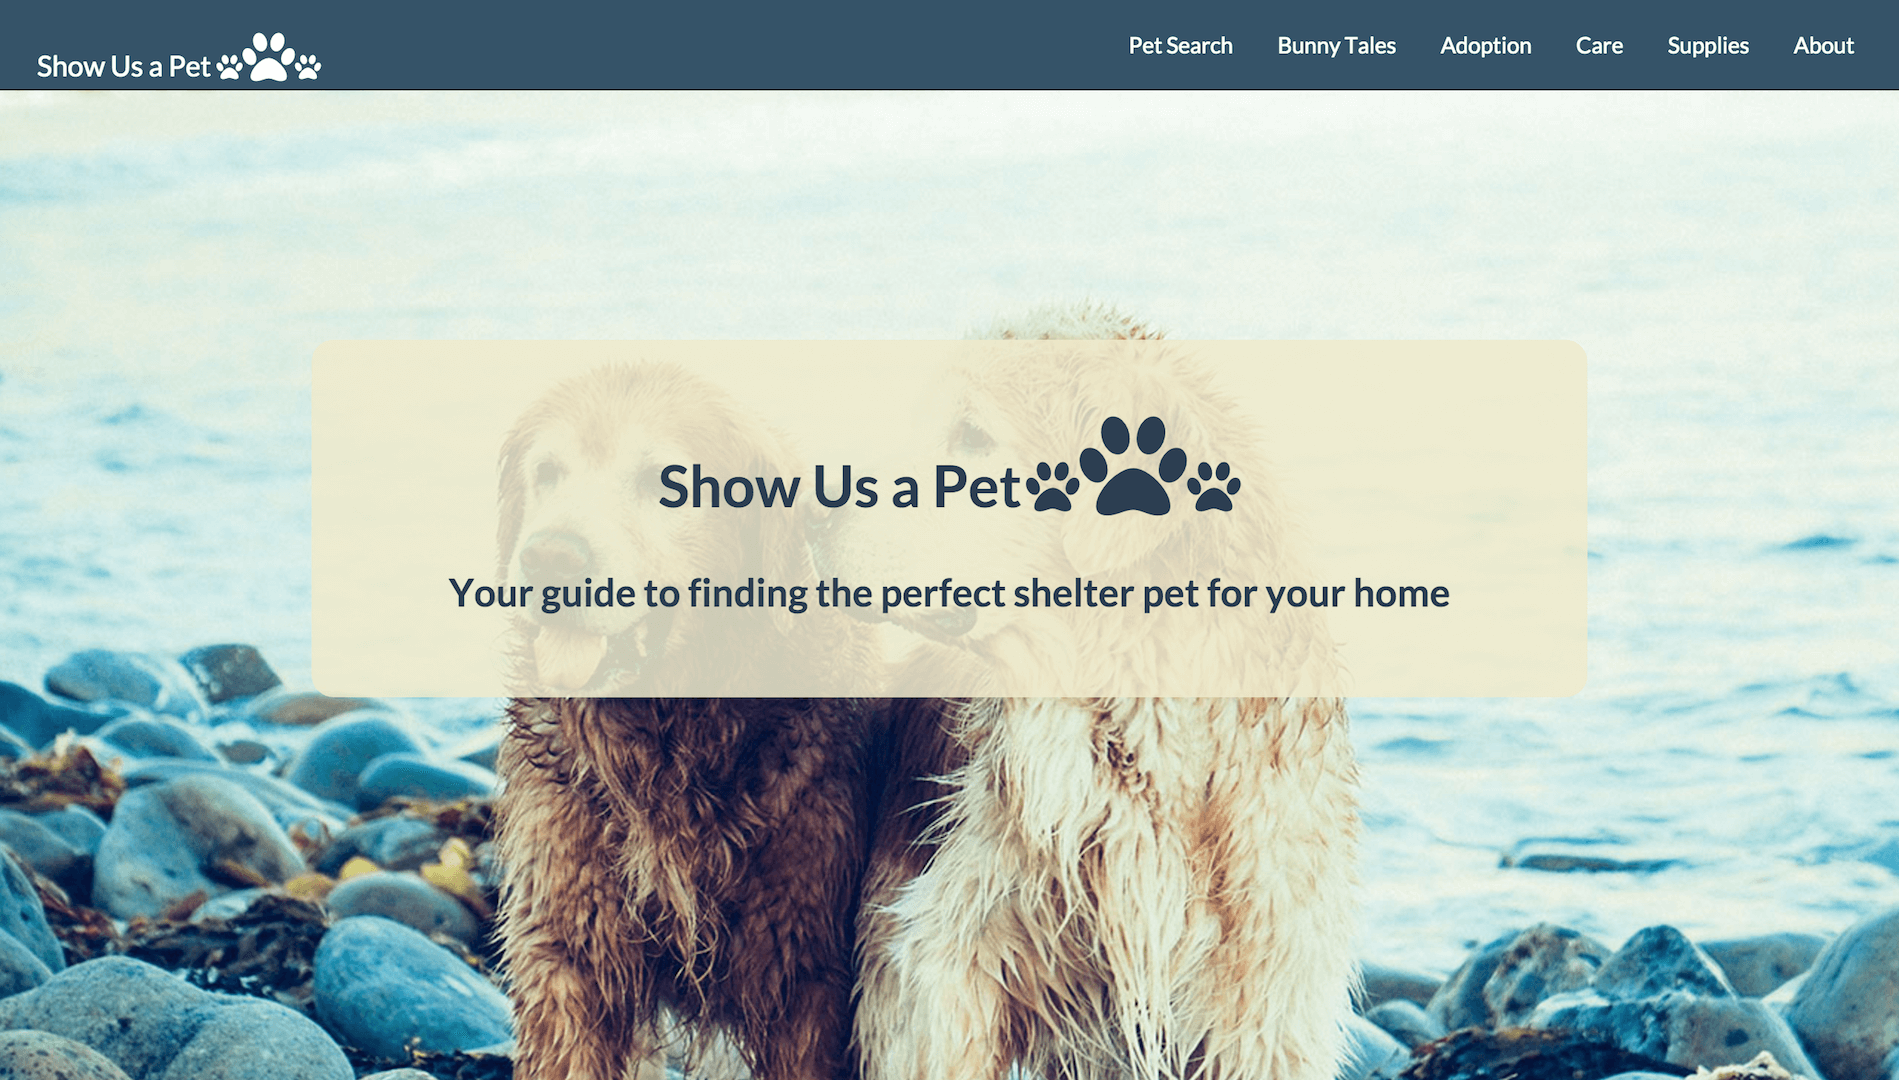 Show Us a Pet
Pet Search
Bunny Tales
Adoption
Care
Supplies
About
Show Us a Pet
Your guide to finding the perfect shelter pet for your home